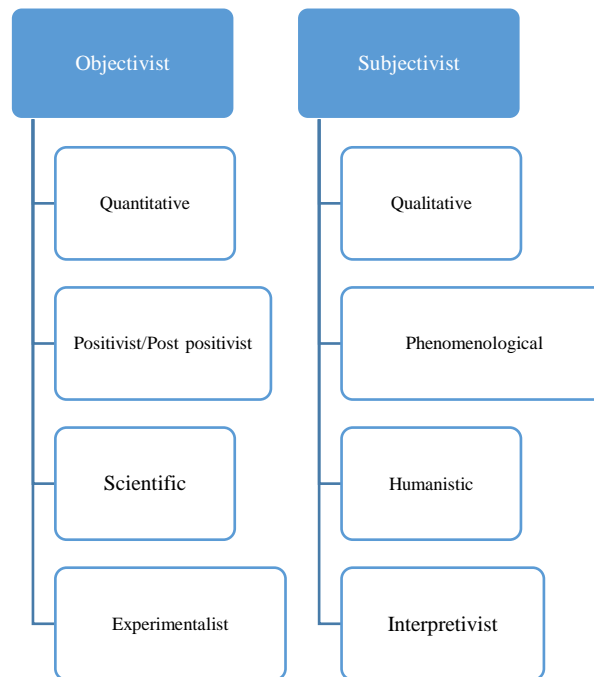 Objectivist
Quantitative
Positivist/Post positivist
Scientific
Experimentalist
Subjectivist
Qualitative
Phenomenological
Humanistic
Interpretivist